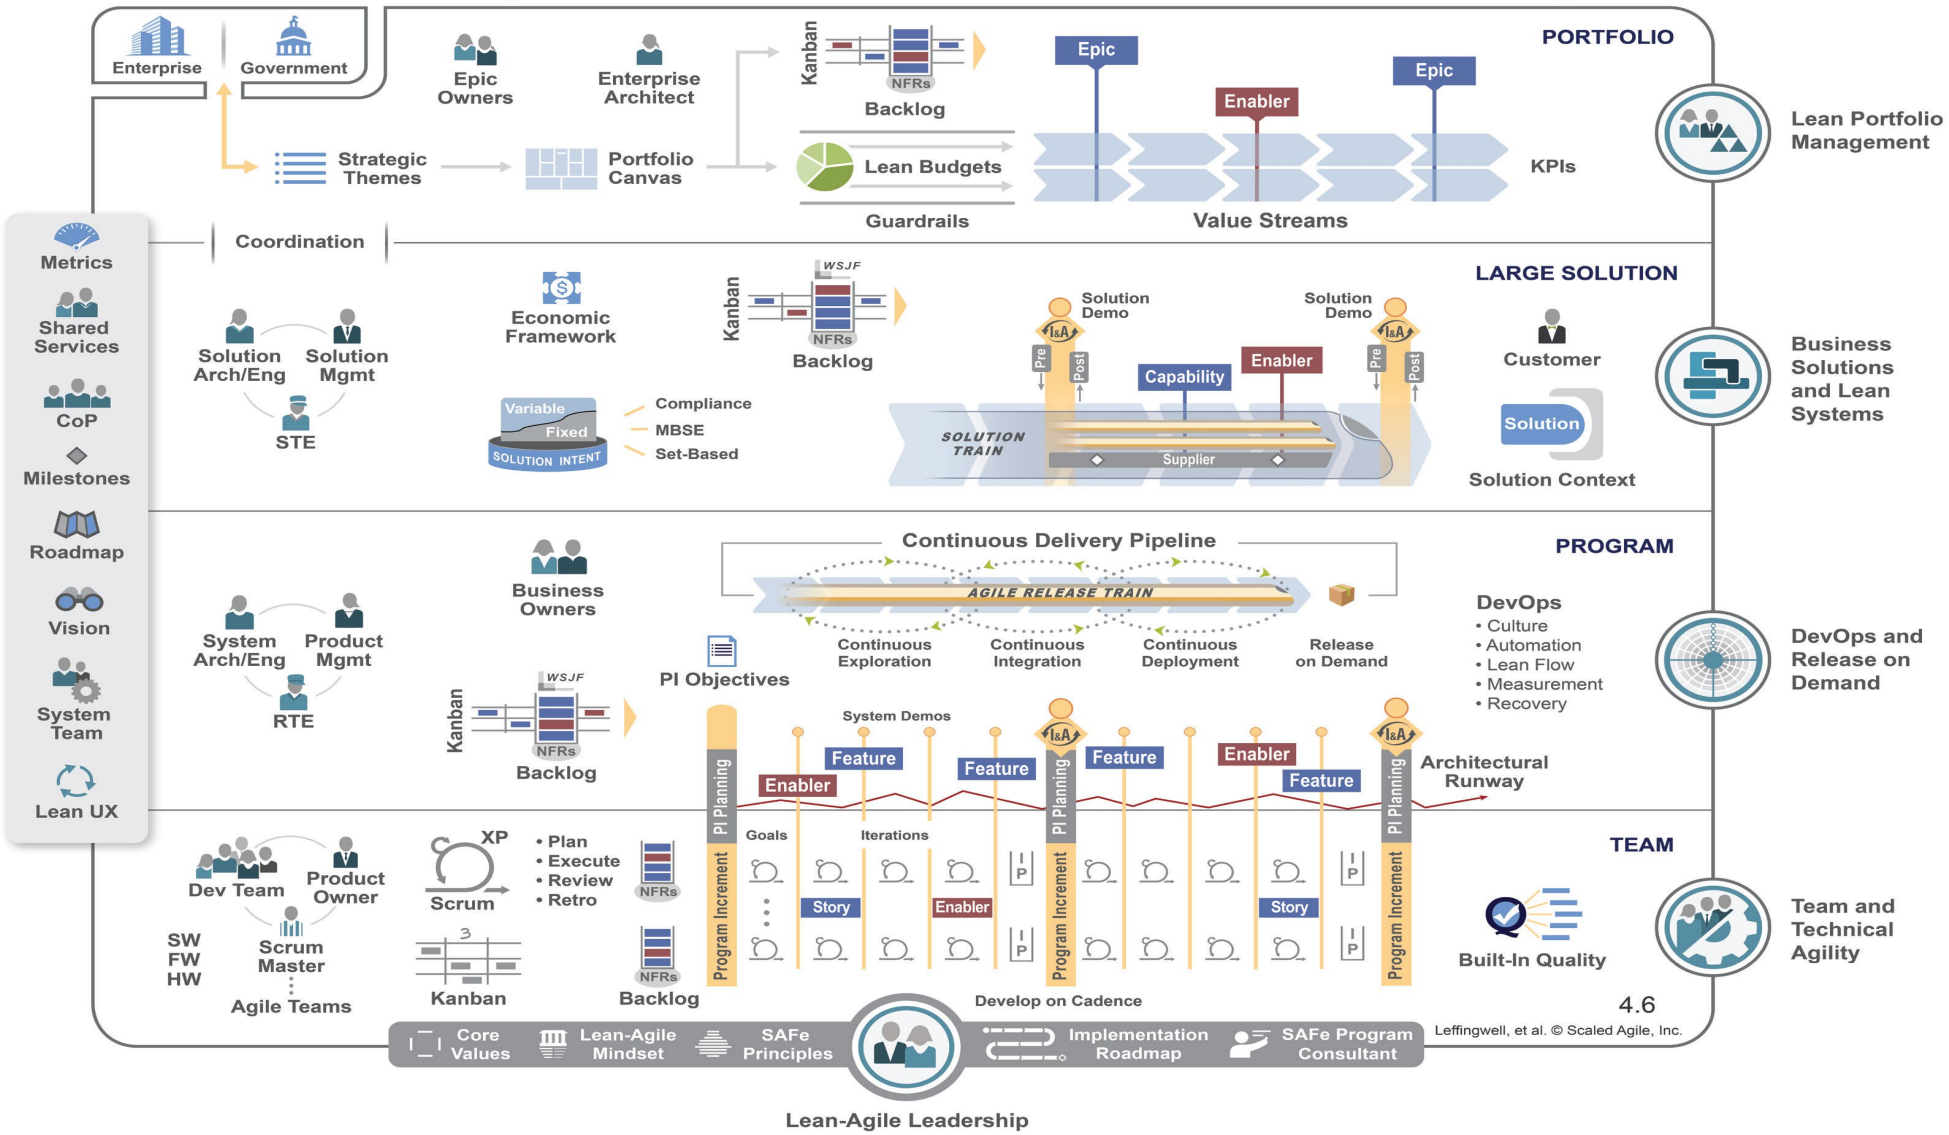 Enterprise
Government
Epic
Owners
Enterprise
Architect
Kanban
NFRs
Backlog
Epic
Enabler
Epic
PORTFOLIO
Lean Portfolio
Management
Strategic
Themes
Portfolio
Canvas
Lean Budgets
Guardrails
KPIs
Value Streams
Coordination
Metrics
Shared
Services
CoP
Milestones
Roadmap
Vision
System
Team
Lean UX
LARGE SOLUTION
Solution
Arch/Eng
Solution
Mgmt
STE
Economic
Framework
Variable
Fixed
SOLUTION INTENT
Compliance
MBSE
Set-Based
Kanban
WSJF
NFRs
Backlog
Solution
Demo
I&A
Pre
Post
Capability
Enabler
Solution
Demo
I&A
Pre
Post
SOLUTION
TRAIN
Supplier
Customer
Solution
Solution Context
Business
Solutions
and Lean
Systems
PROGRAM
Business
Owners
System
Arch/Eng
Product
Mgmt
RTE
Continuous Delivery Pipeline
AGILE RELEASE TRAIN
Continuous
Exploration
Continuous
Integration
Continuous
Deployment
Release
on Demand
DevOps
• Culture
• Automation
• Lean Flow
• Measurement
• Recovery
DevOps and
Release on
Demand
PI Objectives
Kanban
WSJF
NFRs
Backlog
System Demos
Enabler
Feature
Feature
I&A
Feature
Enabler
Feature
I&A
Architectural
Runway
PI Planning
PI Planning
PI Planning
TEAM
Dev Team
Product
Owner
Scrum
Master
Agile Teams
SW
FW
HW
XP
Scrum
• Plan
• Execute
• Review
• Retro
3
Kanban
NFRs
NFRs
Backlog
Program Increment
Goals
Iterations
Story
Enabler
I
P
I
P
Program Increment
Story
I
P
I
P
Program Increment
Develop on Cadence
Built-In Quality
Team and
Technical
Agility
4.6
Leffingwell, et al. © Scaled Agile, Inc.
Core
Values
Lean-Agile
Mindset
SAFe
Principles
Implementation
Roadmap
SAFe Program
Consultant
Lean-Agile Leadership